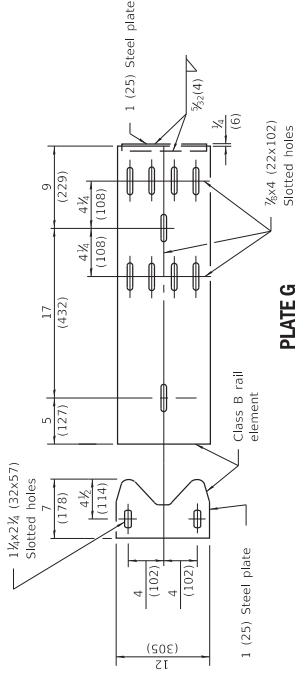 1¼x2¼ (32x57)
Slotted holes
7
(178)
4½
(114)
5
(127)
17
(432)
4¼
(108)
4¼
(108)
9
(229)
1 (25) Steel plate
5/32(4)
¼
(6)
12
(305)
4
(102)
4
(102)
1 (25) Steel plate
Class B rail
element
⅞x4 (22x102)
Slotted holes
PLATE G